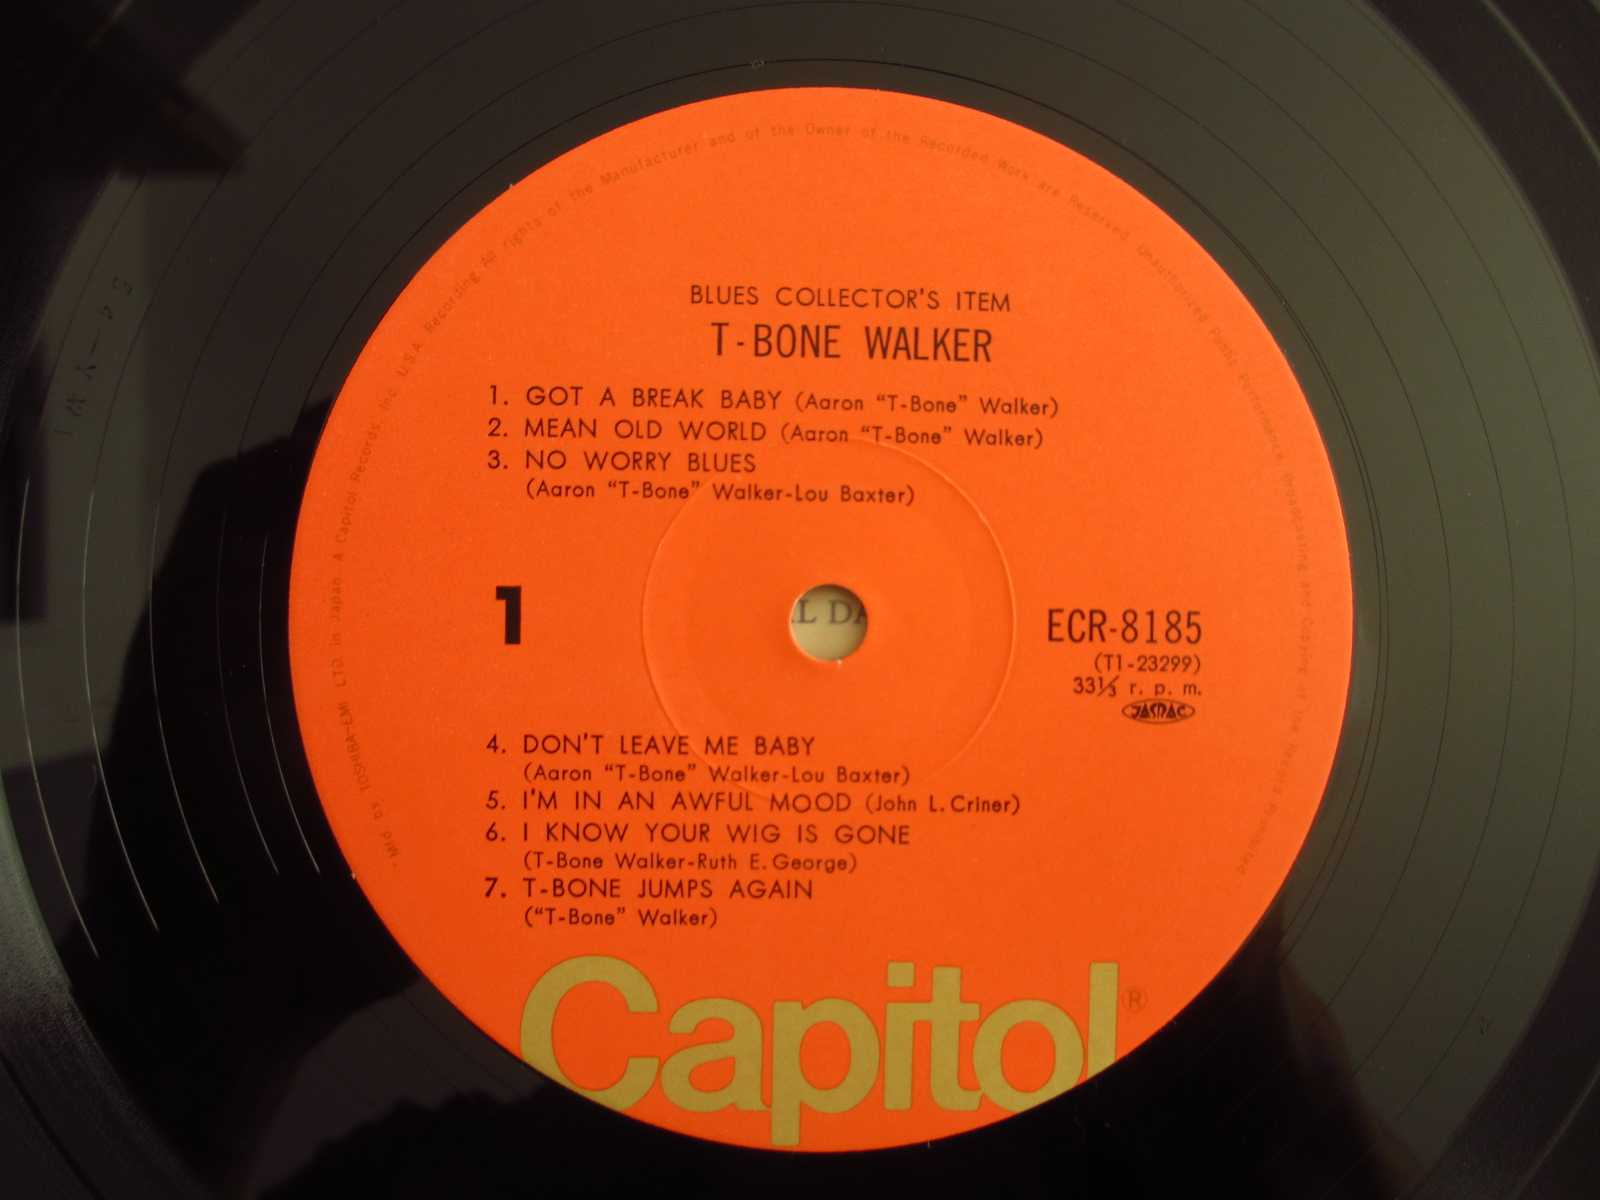 Mf'd by TOSHIBA-EMI LTD. in Japan. A Capitol Records, Inc. U.S.A. Recording. All rights of the Manufacturer and of the Owner of the Recorded Work are Reserved. Unauthorized Public Performance, Broadcasting and Copying of the Record Prohibited
BLUES COLLECTOR'S ITEM
T-BONE WALKER
1. GOT A BREAK BABY (Aaron “T-Bone” Walker)
2. MEAN OLD WORLD (Aaron “T-Bone” Walker)
3. NO WORRY BLUES
(Aaron “T-Bone” Walker-Lou Baxter)
1
L DA
ECR-8185
(T1-23299)
33⅓ r. p. m.
JASRAC
4. DON'T LEAVE ME BABY
(Aaron “T-Bone” Walker-Lou Baxter)
5. I'M IN AN AWFUL MOOD (John L. Criner)
6. I KNOW YOUR WIG IS GONE
(T-Bone Walker-Ruth E. George)
7. T-BONE JUMPS AGAIN
(“T-Bone” Walker)
Capitol®